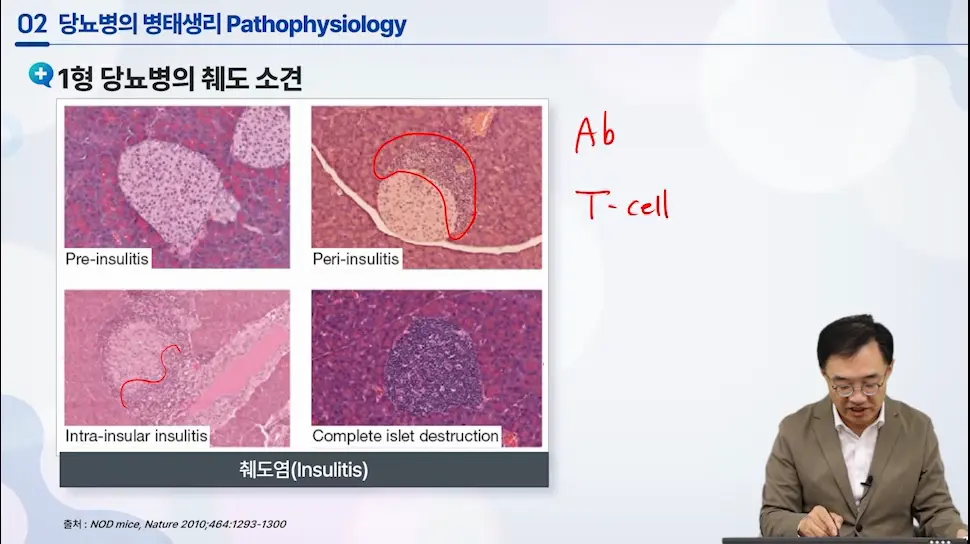 02 당뇨병의 병태생리 Pathophysiology
1형 당뇨병의 췌도 소견
Ab
T-cell
Pre-insulitis
Peri-insulitis
Intra-insular insulitis
Complete islet destruction
췌도염(Insulitis)
출처 : NOD mice, Nature 2010;464:1293-1300